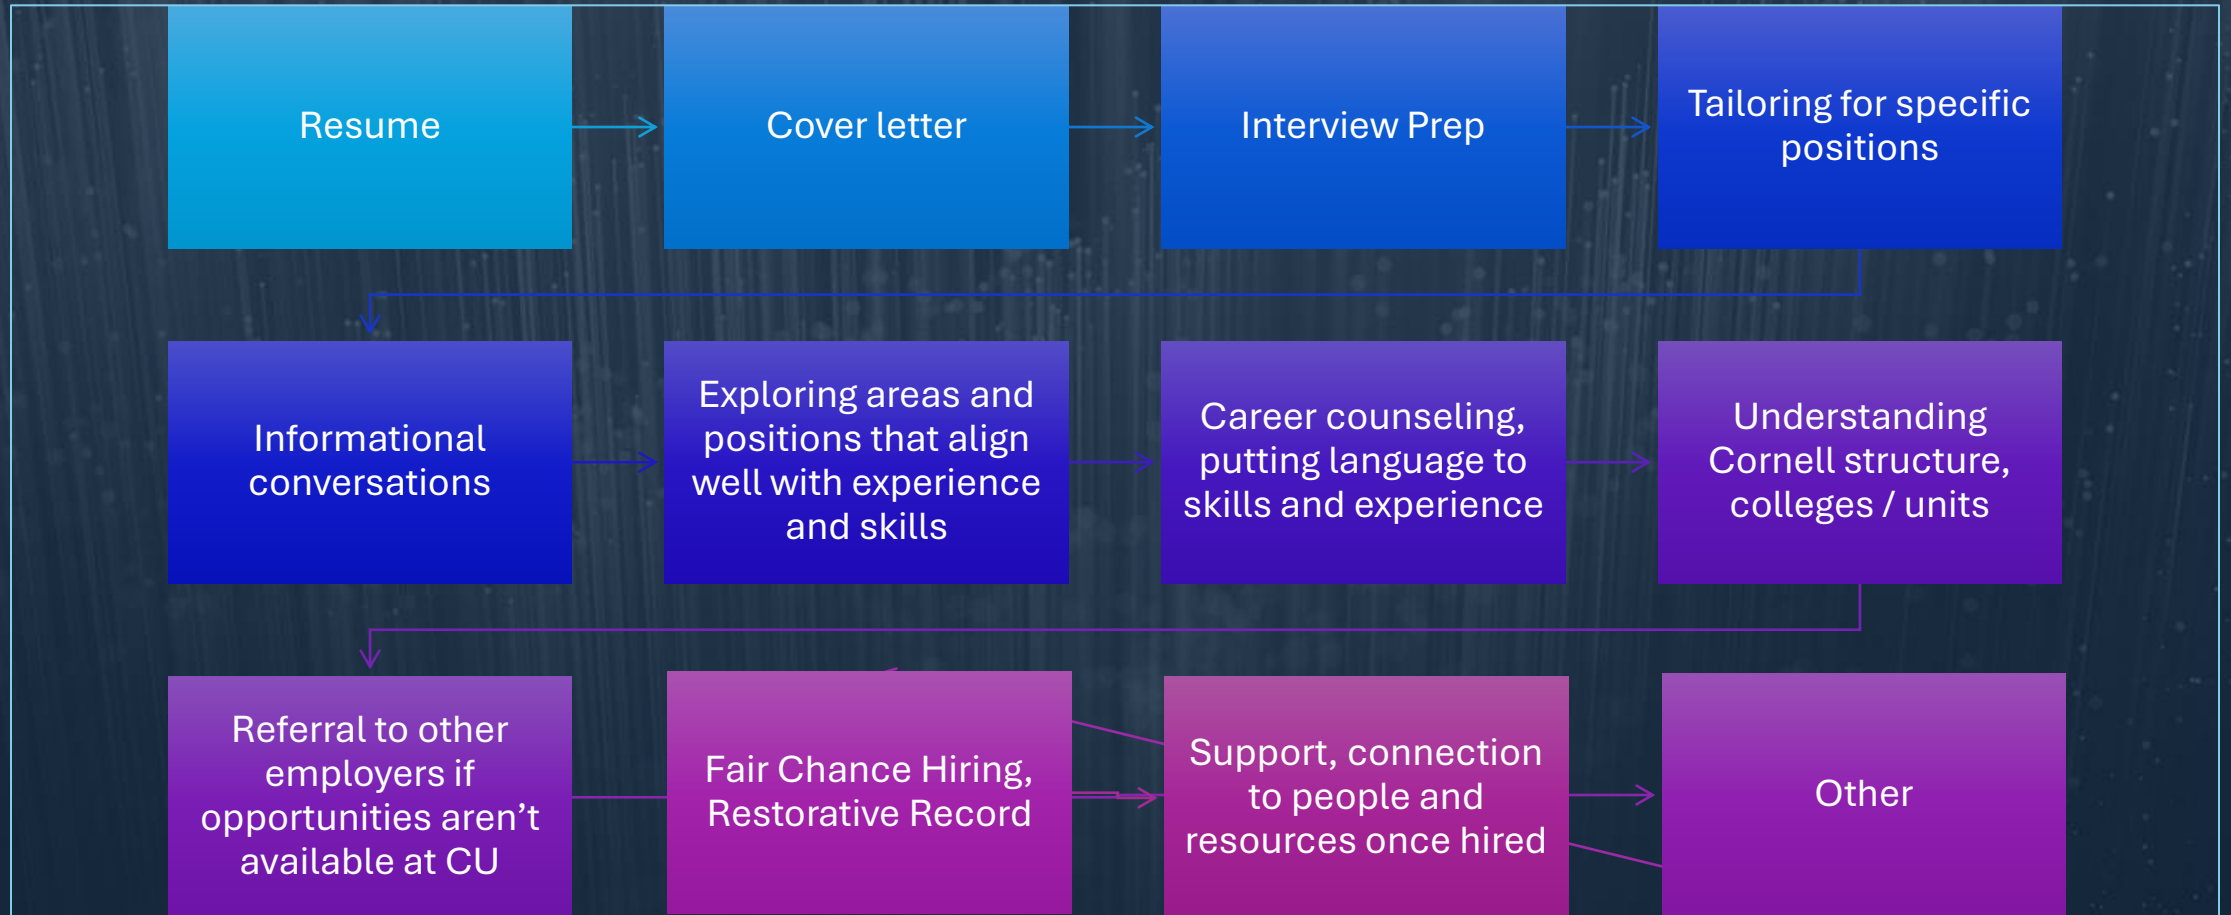 Resume
Cover letter
Interview Prep
Tailoring for specific
positions
Informational
conversations
Exploring areas and
positions that align
well with experience
and skills
Career counseling,
putting language to
skills and experience
Understanding
Cornell structure,
colleges / units
Referral to other
employers if
opportunities aren’t
available at CU
Fair Chance Hiring,
Restorative Record
Support, connection
to people and
resources once hired
Other